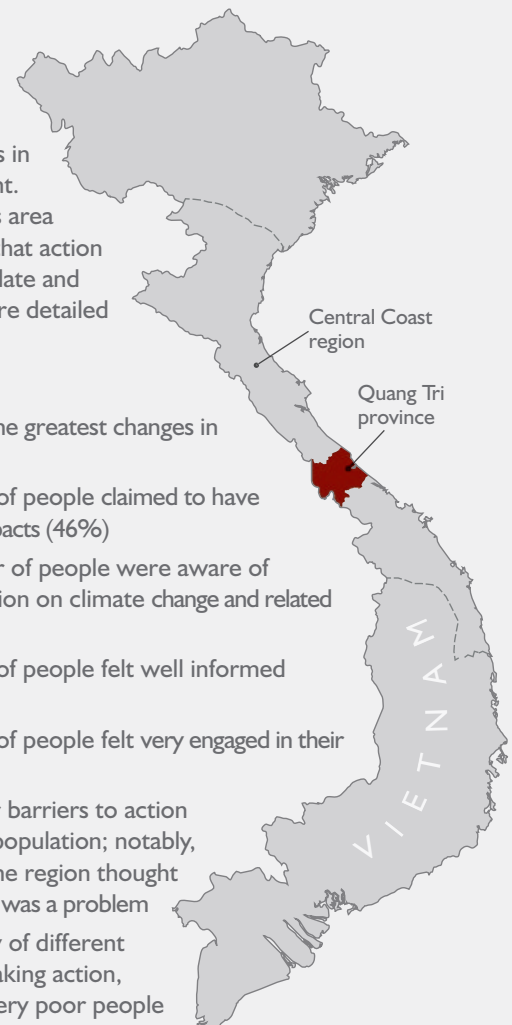 s in
nt.
s area
that action
late and
re detailed
Central Coast
region
Quang Tri
province
he greatest changes in
of people claimed to have
pacts (46%)
r of people were aware of
ion on climate change and related
of people felt well informed
of people felt very engaged in their
r barriers to action
population; notably,
he region thought
was a problem
y of different
aking action,
ery poor people
VIETNAM